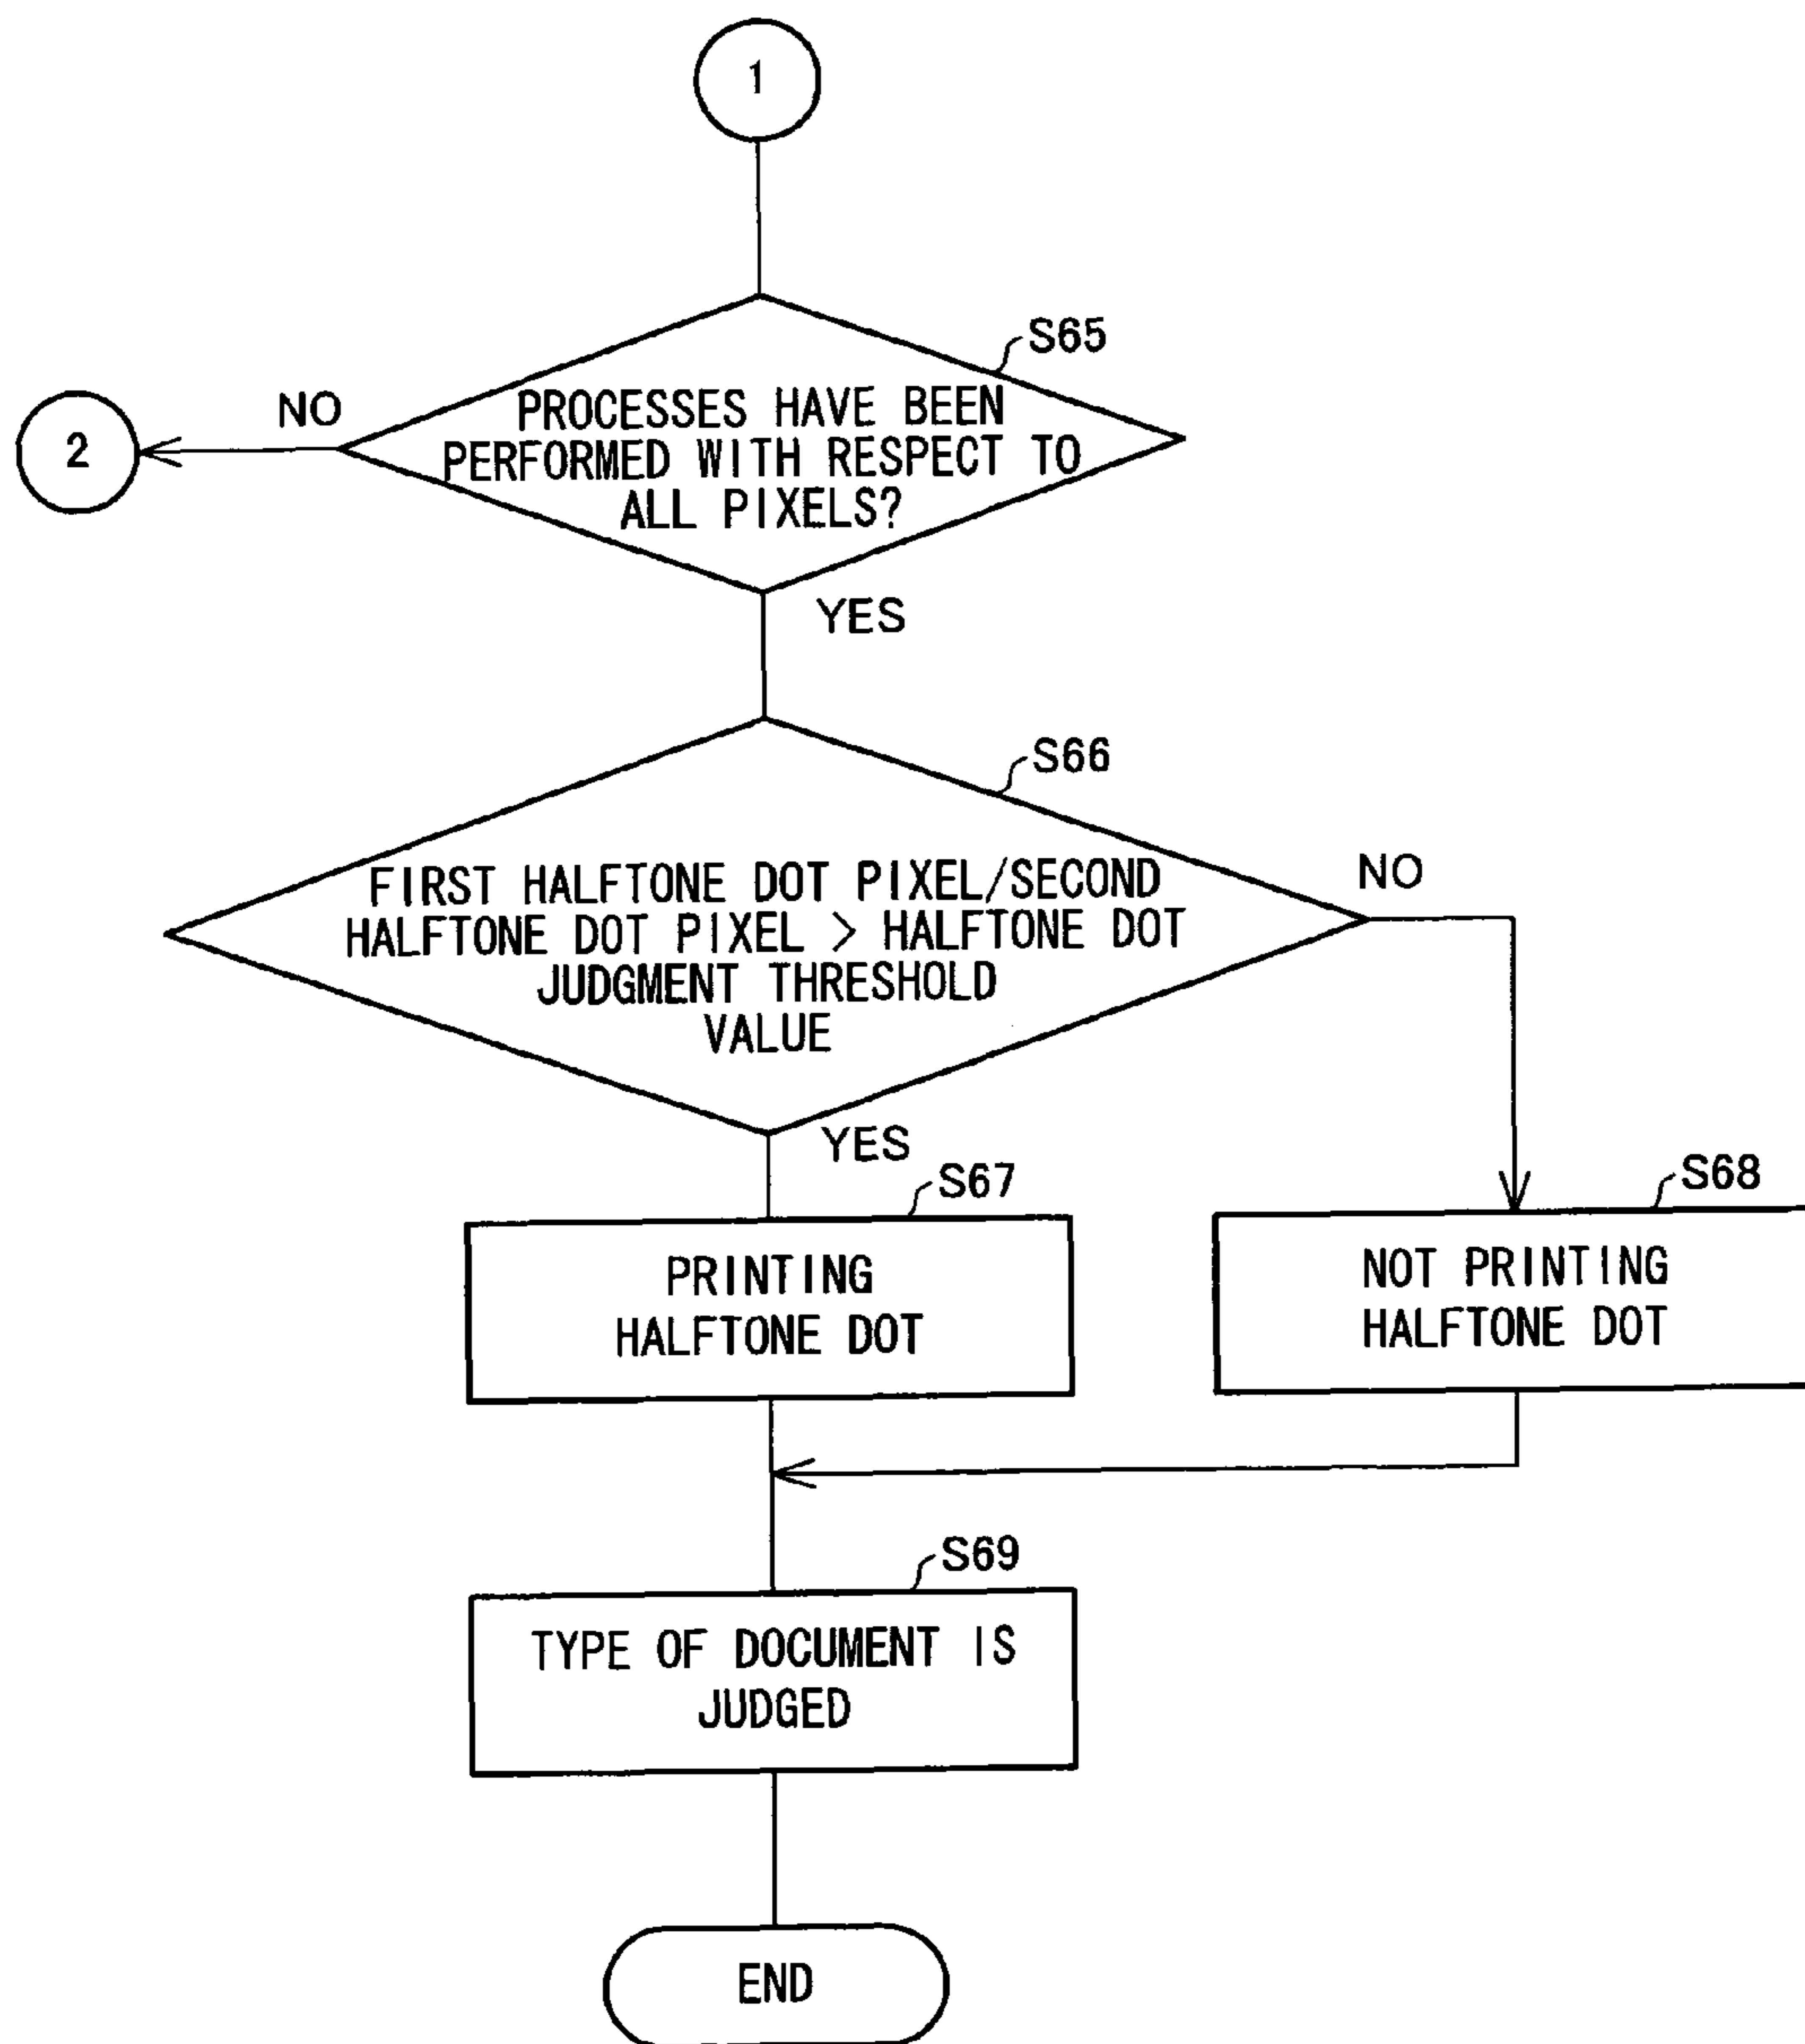 1
S65
NO
2
PROCESSES HAVE BEEN
PERFORMED WITH RESPECT TO
ALL PIXELS?
YES
S66
NO
FIRST HALFTONE DOT PIXEL/SECOND
HALFTONE DOT PIXEL > HALFTONE DOT
JUDGMENT THRESHOLD
VALUE
YES
S67
S68
PRINTING
HALFTONE DOT
NOT PRINTING
HALFTONE DOT
S69
TYPE OF DOCUMENT IS
JUDGED
END